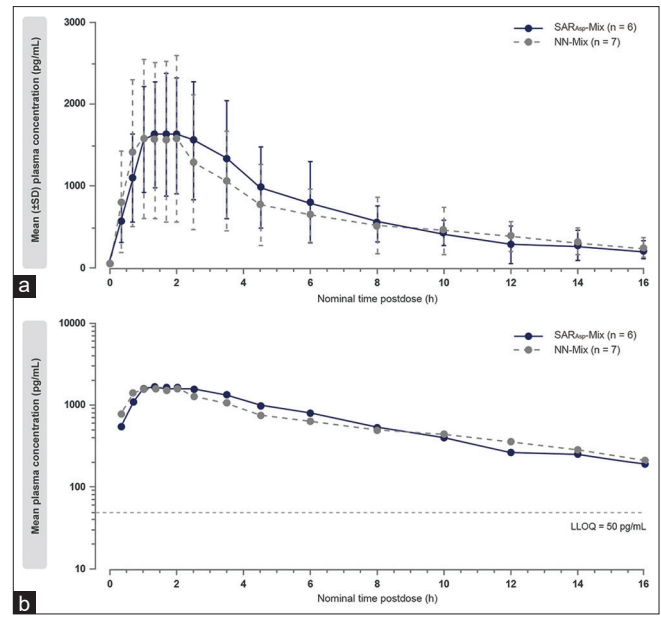 3000
2000
1000
0
Mean (±SD) plasma concentration (pg/mL)
SARAsp-Mix (n = 6)
NN-Mix (n = 7)
0 2 4 6 8 10 12 14 16
Nominal time postdose (h)
a
10000
1000
100
10
Mean plasma concentration (pg/mL)
SARAsp-Mix (n = 6)
NN-Mix (n = 7)
LLOQ = 50 pg/mL
0 2 4 6 8 10 12 14 16
Nominal time postdose (h)
b